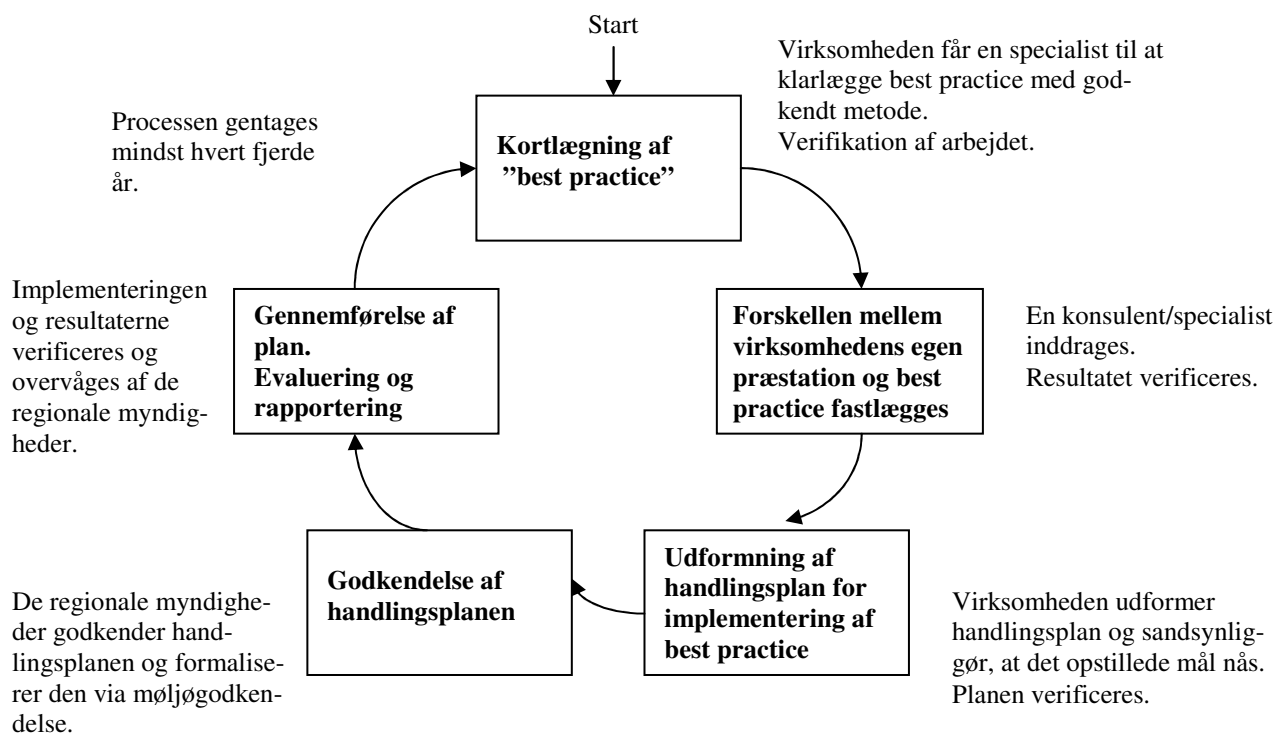 Start
Virksomheden får en specialist til at
klarlægge best practice med god-
kendt metode.
Verifikation af arbejdet.
Processen gentages
mindst hvert fjerde
år.
Kortlægning af
”best practice”
Implementeringen
og resultaterne
verificeres og
overvåges af de
regionale myndig-
heder.
Gennemførelse af
plan.
Evaluering og
rapportering
Forskellen mellem
virksomhedens egen
præstation og best
practice fastlægges
En konsulent/specialist
inddrages.
Resultatet verificeres.
De regionale myndighe-
der godkender hand-
lingsplanen og formalise-
rer den via møljøgodken-
delse.
Godkendelse af
handlingsplanen
Udformning af
handlingsplan for
implementering af
best practice
Virksomheden udformer
handlingsplan og sandsynlig-
gør, at det opstillede mål nås.
Planen verificeres.